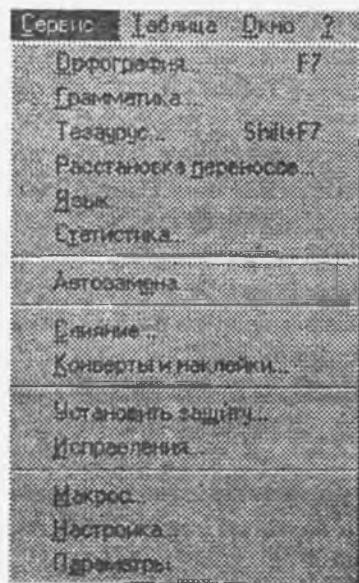 Сервис Таблица Окно ?
Орфография... F7
Грамматика...
Тезаурус... Shift+F7
Расстановка переносов...
Язык...
Статистика...
Автозамена...
Слияние...
Конверты и наклейки...
Установить защиту...
Исправления...
Макрос...
Настройка...
Параметры